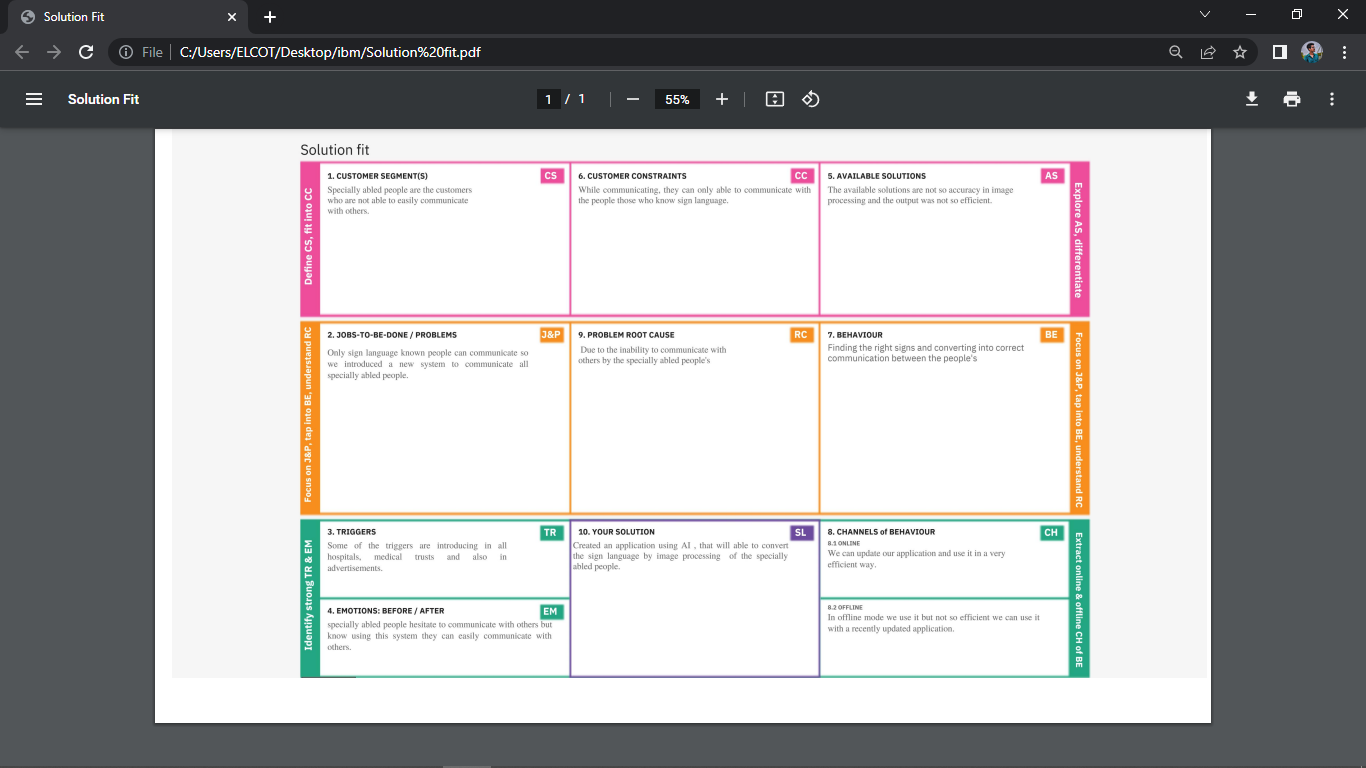 Solution Fit
File
C:/Users/ELCOT/Desktop/ibm/Solution%20fit.pdf
Solution Fit
1 / 1
55%
Solution fit
Define CS, fit into CC
1. CUSTOMER SEGMENT(S)
CS
Specially abled people are the customers
who are not able to easily communicate
with others.
6. CUSTOMER CONSTRAINTS
CC
While communicating, they can only able to communicate with
the people those who know sign language.
5. AVAILABLE SOLUTIONS
AS
The available solutions are not so accuracy in image
processing and the output was not so efficient.
Explore AS, differentiate
Focus on J&P, tap into BE, understand RC
2. JOBS-TO-BE-DONE / PROBLEMS
J&P
Only sign language known people can communicate so
we introduced a new system to communicate all
specially abled people.
9. PROBLEM ROOT CAUSE
RC
Due to the inability to communicate with
others by the specially abled people's
7. BEHAVIOUR
BE
Finding the right signs and converting into correct
communication between the people's
Focus on J&P, tap into BE, understand RC
Identify strong TR & EM
3. TRIGGERS
TR
Some of the triggers are introducing in all
hospitals, medical trusts and also in
advertisements.
4. EMOTIONS: BEFORE / AFTER
EM
specially abled people hesitate to communicate with others but
know using this system they can easily communicate with
others.
10. YOUR SOLUTION
SL
Created an application using AI , that will able to convert
the sign language by image processing of the specially
abled people.
8. CHANNELS of BEHAVIOUR
CH
8.1 ONLINE
We can update our application and use it in a very
efficient way.
8.2 OFFLINE
In offline mode we use it but not so efficient we can use it
with a recently updated application.
Extract online & offline CH of BE